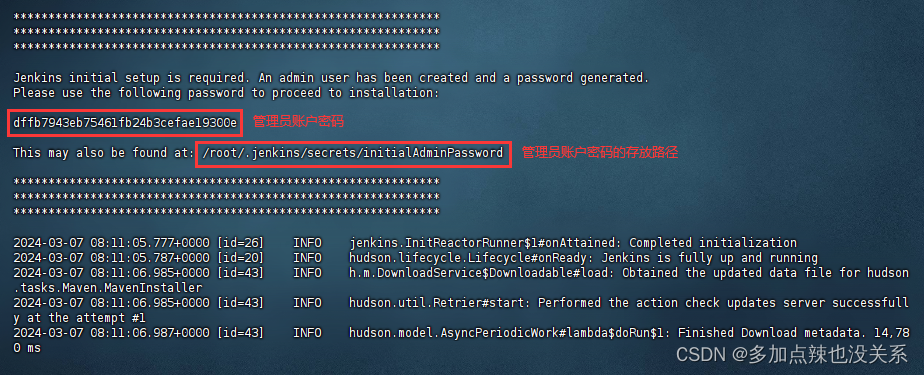 *************************************************************
*************************************************************
*************************************************************
Jenkins initial setup is required. An admin user has been created and a password generated.
Please use the following password to proceed to installation:
dffb7943eb75461fb24b3cefae19300e 管理员账户密码
This may also be found at: /root/.jenkins/secrets/initialAdminPassword 管理员账户密码的存放路径
*************************************************************
*************************************************************
*************************************************************
2024-03-07 08:11:05.777+0000 [id=26] INFO jenkins.InitReactorRunner$1#onAttained: Completed initialization
2024-03-07 08:11:05.787+0000 [id=20] INFO hudson.lifecycle.Lifecycle#onReady: Jenkins is fully up and running
2024-03-07 08:11:06.985+0000 [id=43] INFO h.m.DownloadService$Downloadable#load: Obtained the updated data file for hudson
.tasks.Maven.MavenInstaller
2024-03-07 08:11:06.985+0000 [id=43] INFO hudson.util.Retrier#start: Performed the action check updates server successfull
y at the attempt #1
2024-03-07 08:11:06.987+0000 [id=43] INFO hudson.model.AsyncPeriodicWork#lambda$doRun$1: Finished Download metadata. 14,78
0 ms
CSDN @多加点辣也没关系